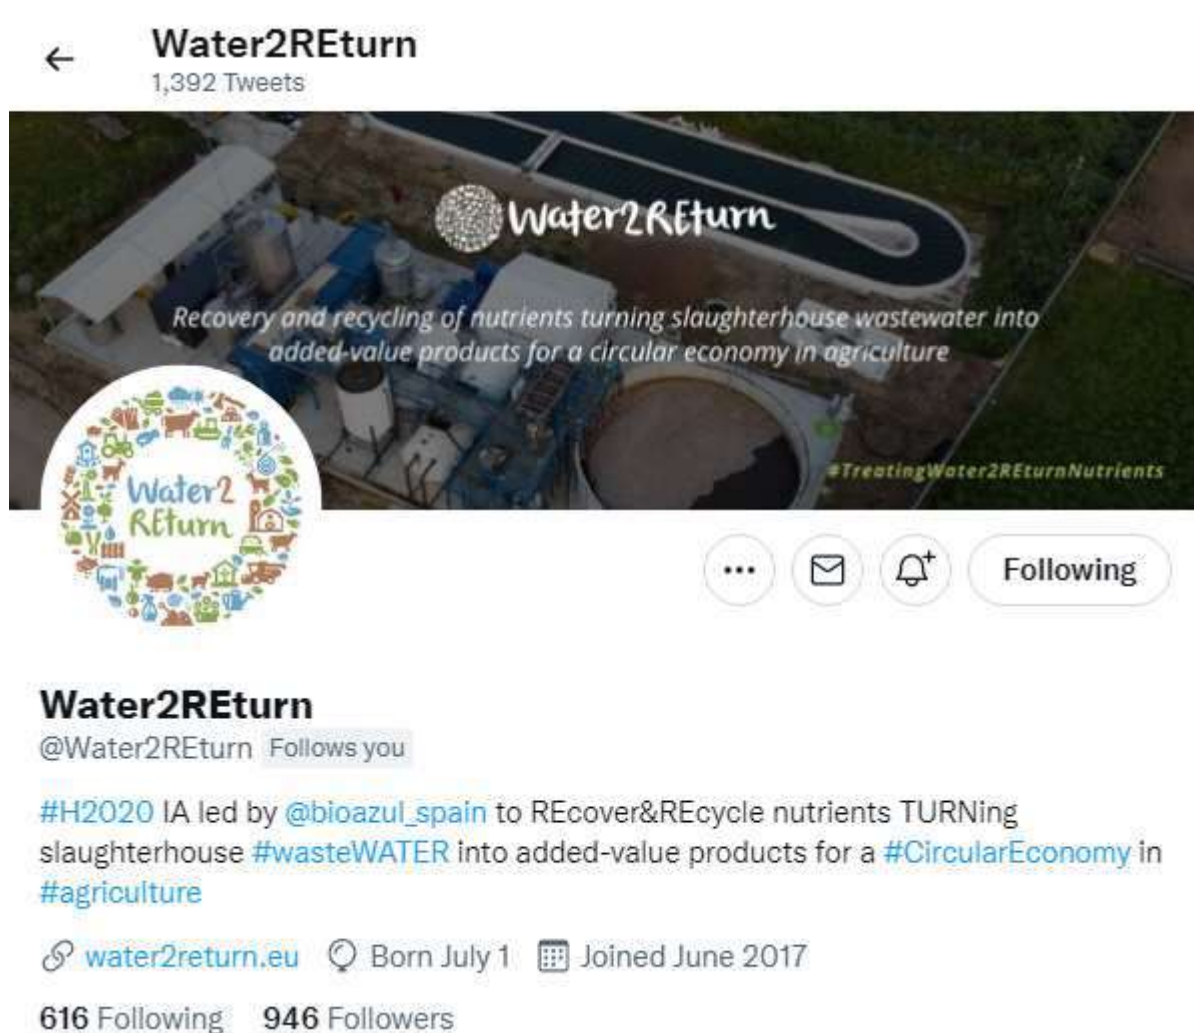 Water2REturn
1,392 Tweets
Water2REturn
Recovery and recycling of nutrients turning slaughterhouse wastewater into
added-value products for a circular economy in agriculture
#TreatingWater2REturnNutrients
Water2
REturn
Following
Water2REturn
@Water2REturn Follows you
#H2020 IA led by @bioazul_spain to REcover&REcycle nutrients TURNing
slaughterhouse #wasteWATER into added-value products for a #CircularEconomy in
#agriculture
water2return.eu Born July 1 Joined June 2017
616 Following 946 Followers